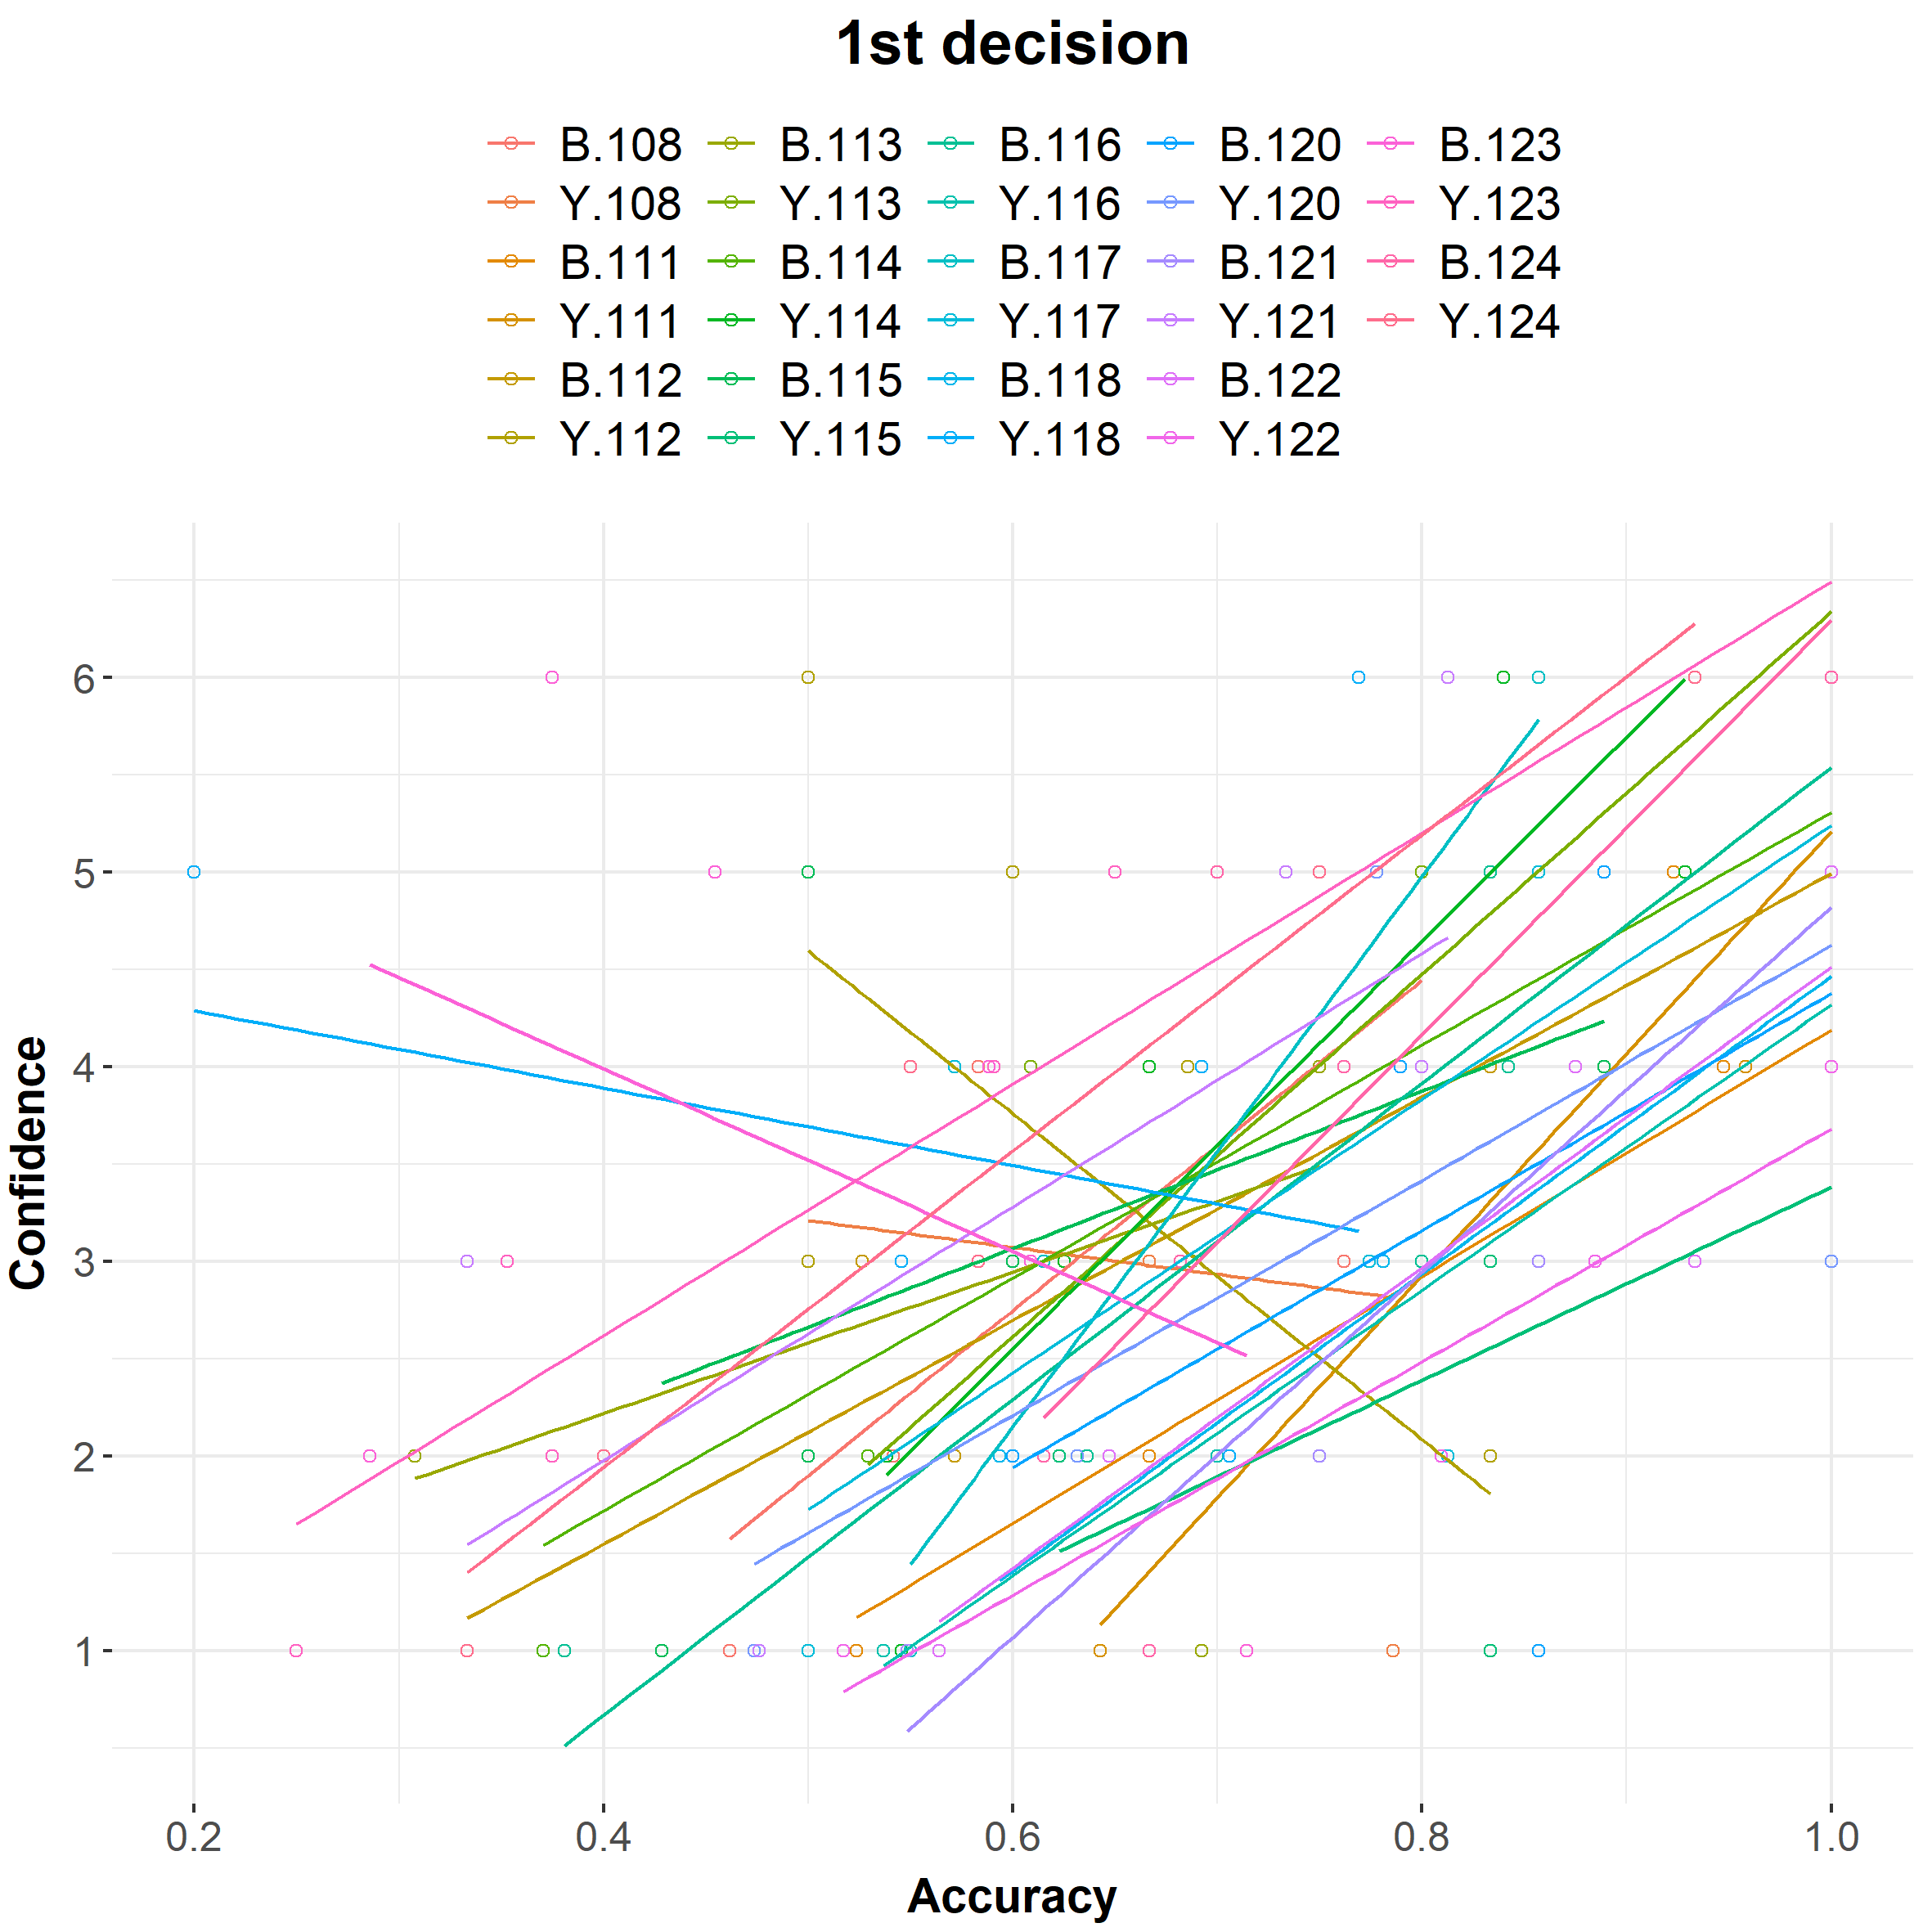 1st decision
B.108 B.113 B.116 B.120 B.123
Y.108 Y.113 Y.116 Y.120 Y.123
B.111 B.114 B.117 B.121 B.124
Y.111 Y.114 Y.117 Y.121 Y.124
B.112 B.115 B.118 B.122
Y.112 Y.115 Y.118 Y.122
Confidence
6
5
4
3
2
1
0.2 0.4 0.6 0.8 1.0
Accuracy